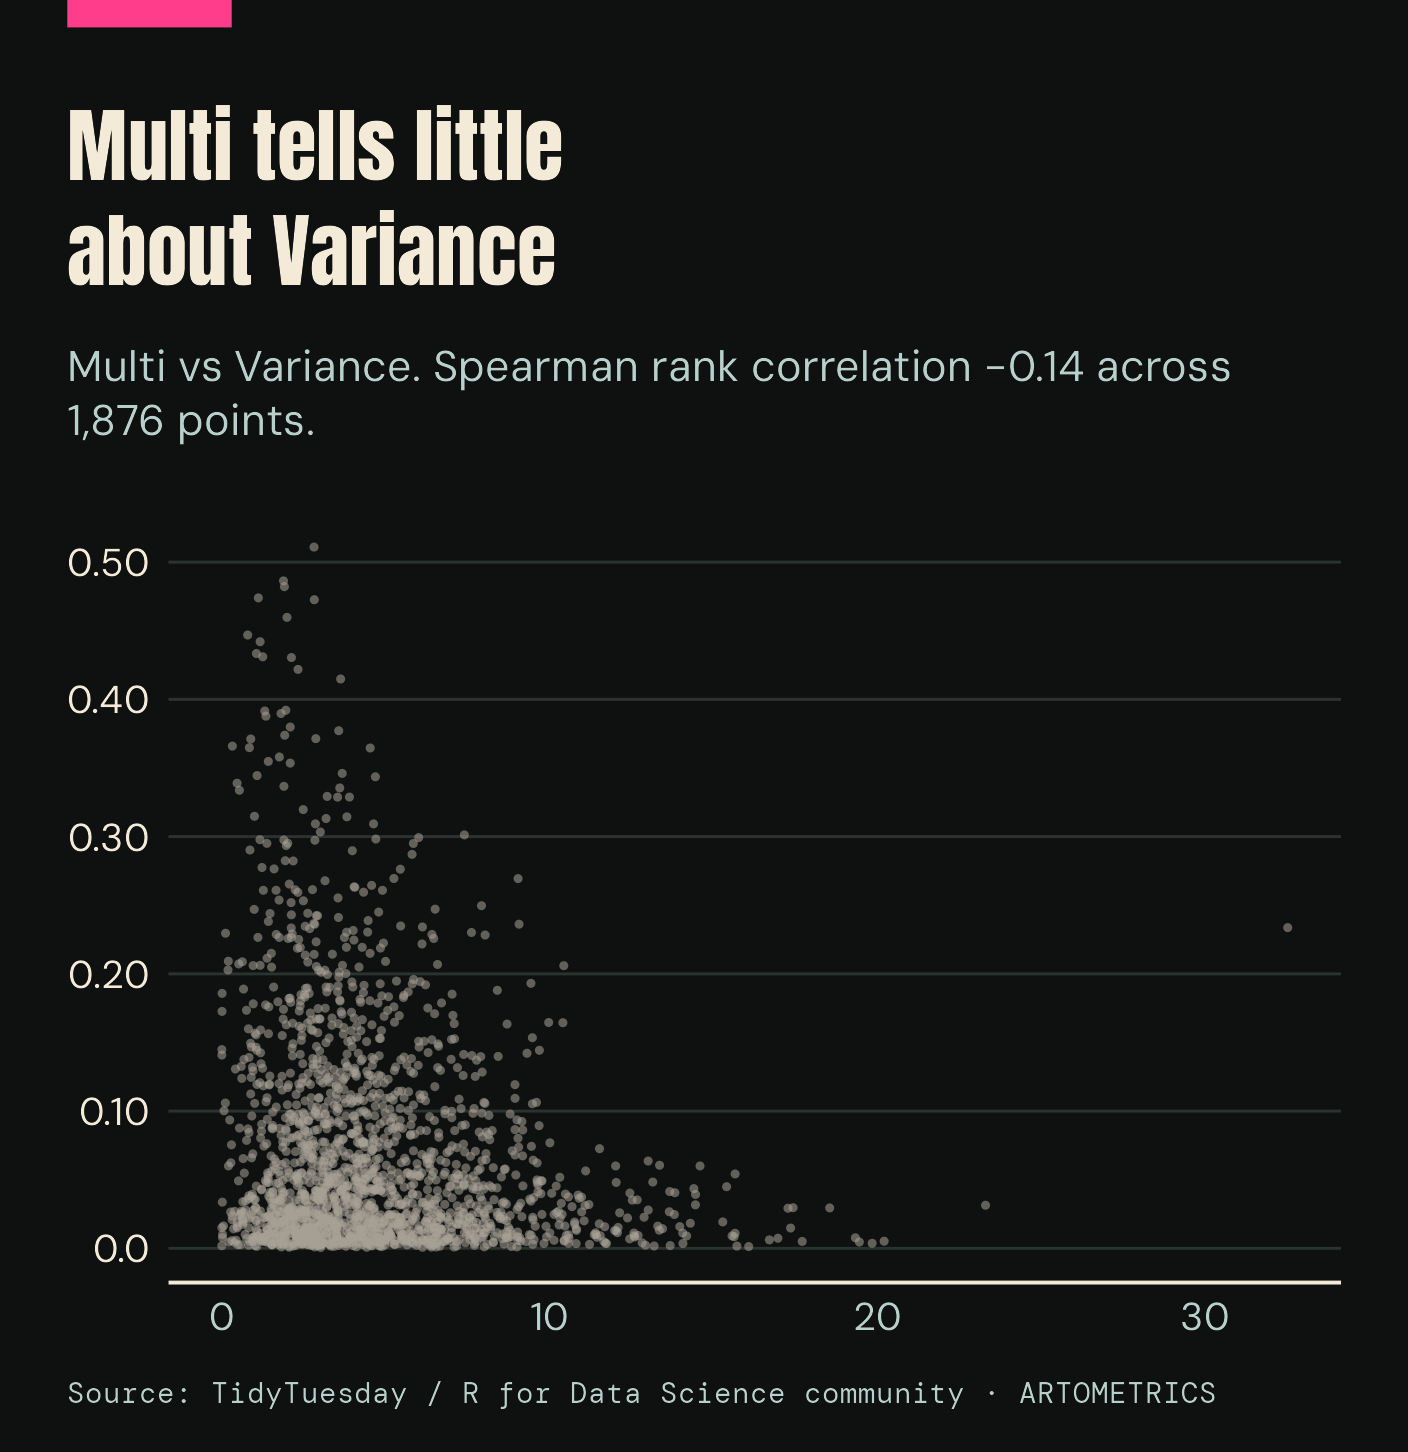 Multi tells little
about Variance
Multi vs Variance. Spearman rank correlation −0.14 across
1,876 points.
0.50
0.40
0.30
0.20
0.10
0.0
0 10 20 30
Source: TidyTuesday / R for Data Science community · ARTOMETRICS